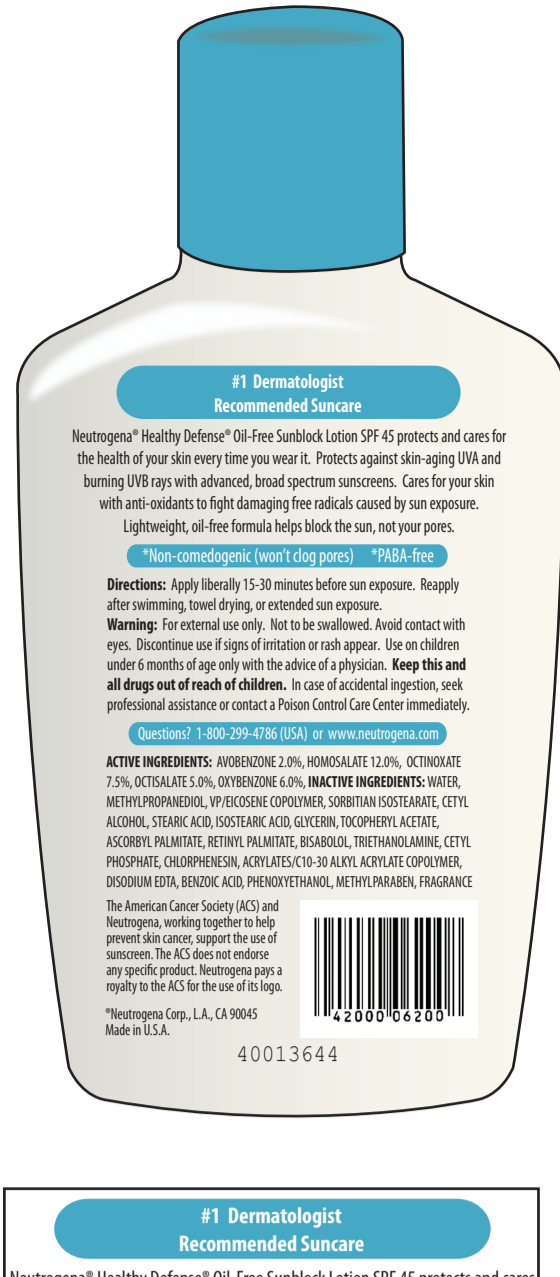 #1 Dermatologist
Recommended Suncare
Neutrogena® Healthy Defense® Oil-Free Sunblock Lotion SPF 45 protects and cares for
the health of your skin every time you wear it. Protects against skin-aging UVA and
burning UVB rays with advanced, broad spectrum sunscreens. Cares for your skin
with anti-oxidants to fight damaging free radicals caused by sun exposure.
Lightweight, oil-free formula helps block the sun, not your pores.
*Non-comedogenic (won't clog pores) *PABA-free
Directions: Apply liberally 15-30 minutes before sun exposure. Reapply
after swimming, towel drying, or extended sun exposure.
Warning: For external use only. Not to be swallowed. Avoid contact with
eyes. Discontinue use if signs of irritation or rash appear. Use on children
under 6 months of age only with the advice of a physician. Keep this and
all drugs out of reach of children. In case of accidental ingestion, seek
professional assistance or contact a Poison Control Care Center immediately.
Questions? 1-800-299-4786 (USA) or www.neutrogena.com
ACTIVE INGREDIENTS: AVOBENZONE 2.0%, HOMOSALATE 12.0%, OCTINOXATE
7.5%, OCTISALATE 5.0%, OXYBENZONE 6.0%, INACTIVE INGREDIENTS: WATER,
METHYLPROPANEDIOL, VP/EICOSENE COPOLYMER, SORBITIAN ISOSTEARATE, CETYL
ALCOHOL, STEARIC ACID, ISOSTEARIC ACID, GLYCERIN, TOCOPHERYL ACETATE,
ASCORBYL PALMITATE, RETINYL PALMITATE, BISABOLOL, TRIETHANOLAMINE, CETYL
PHOSPHATE, CHLORPHENESIN, ACRYLATES/C10-30 ALKYL ACRYLATE COPOLYMER,
DISODIUM EDTA, BENZOIC ACID, PHENOXYETHANOL, METHYLPARABEN, FRAGRANCE
The American Cancer Society (ACS) and
Neutrogena, working together to help
prevent skin cancer, support the use of
sunscreen. The ACS does not endorse
any specific product. Neutrogena pays a
royalty to the ACS for the use of its logo.
®Neutrogena Corp., L.A., CA 90045
Made in U.S.A.
42000 06200
40013644
#1 Dermatologist
Recommended Suncare
Neutrogena® Healthy Defense® Oil-Free Sunblock Lotion SPF 45 protects and cares